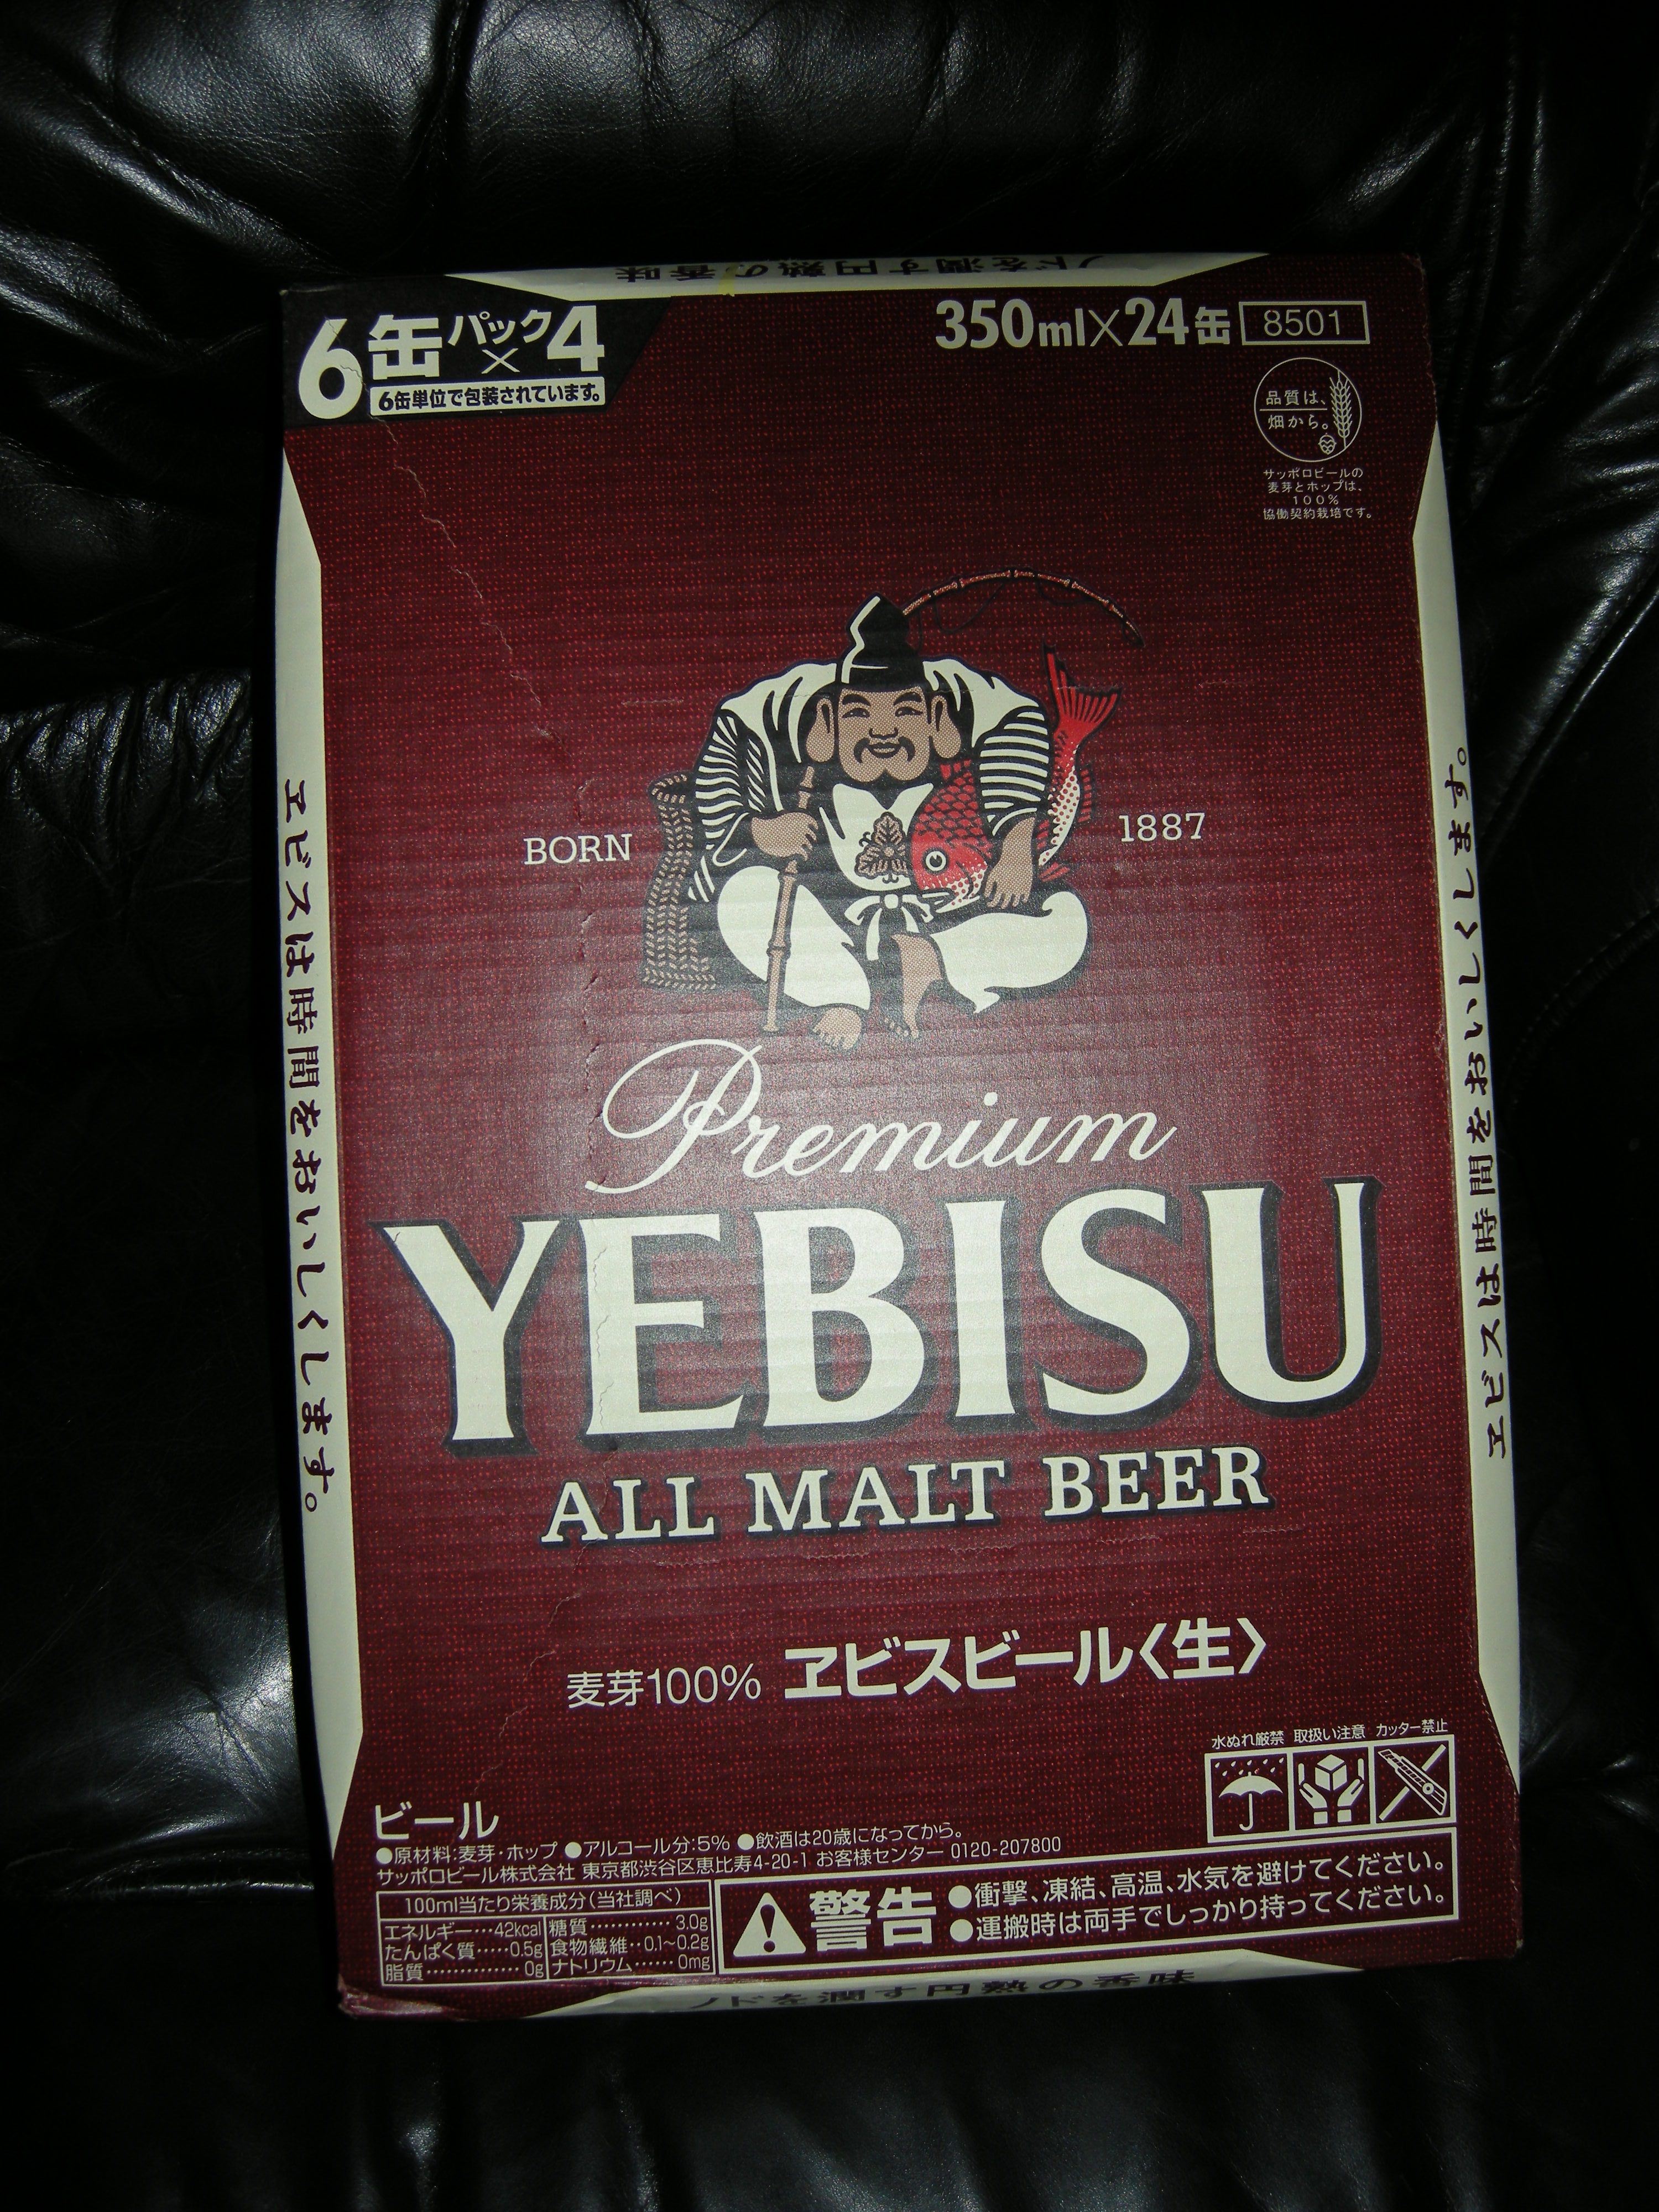 ノドを潤す円熟の香味
6缶パック×4
6缶単位で包装されています。
350ml×24缶 8501
品質は、
畑から。
サッポロビールの
麦芽とホップは、
100%
協働契約栽培です。
BORN 1887
Premium
YEBISU
ALL MALT BEER
麦芽100% ヱビスビール〈生〉
ヱビスは時間をおいしくします。
ヱビスは時間をおいしくします。
水ぬれ厳禁 取扱い注意 カッター禁止
ビール
●原材料:麦芽・ホップ ●アルコール分:5% ●飲酒は20歳になってから。
サッポロビール株式会社 東京都渋谷区恵比寿4-20-1 お客様センター 0120-207800
100ml当たり栄養成分(当社調べ)
エネルギー…42kcal 糖質…………3.0g
たんぱく質……0.5g 食物繊維…0.1~0.2g
脂質……………0g ナトリウム……0mg
警告
●衝撃、凍結、高温、水気を避けてください。
●運搬時は両手でしっかり持ってください。
ノドを潤す円熟の香味